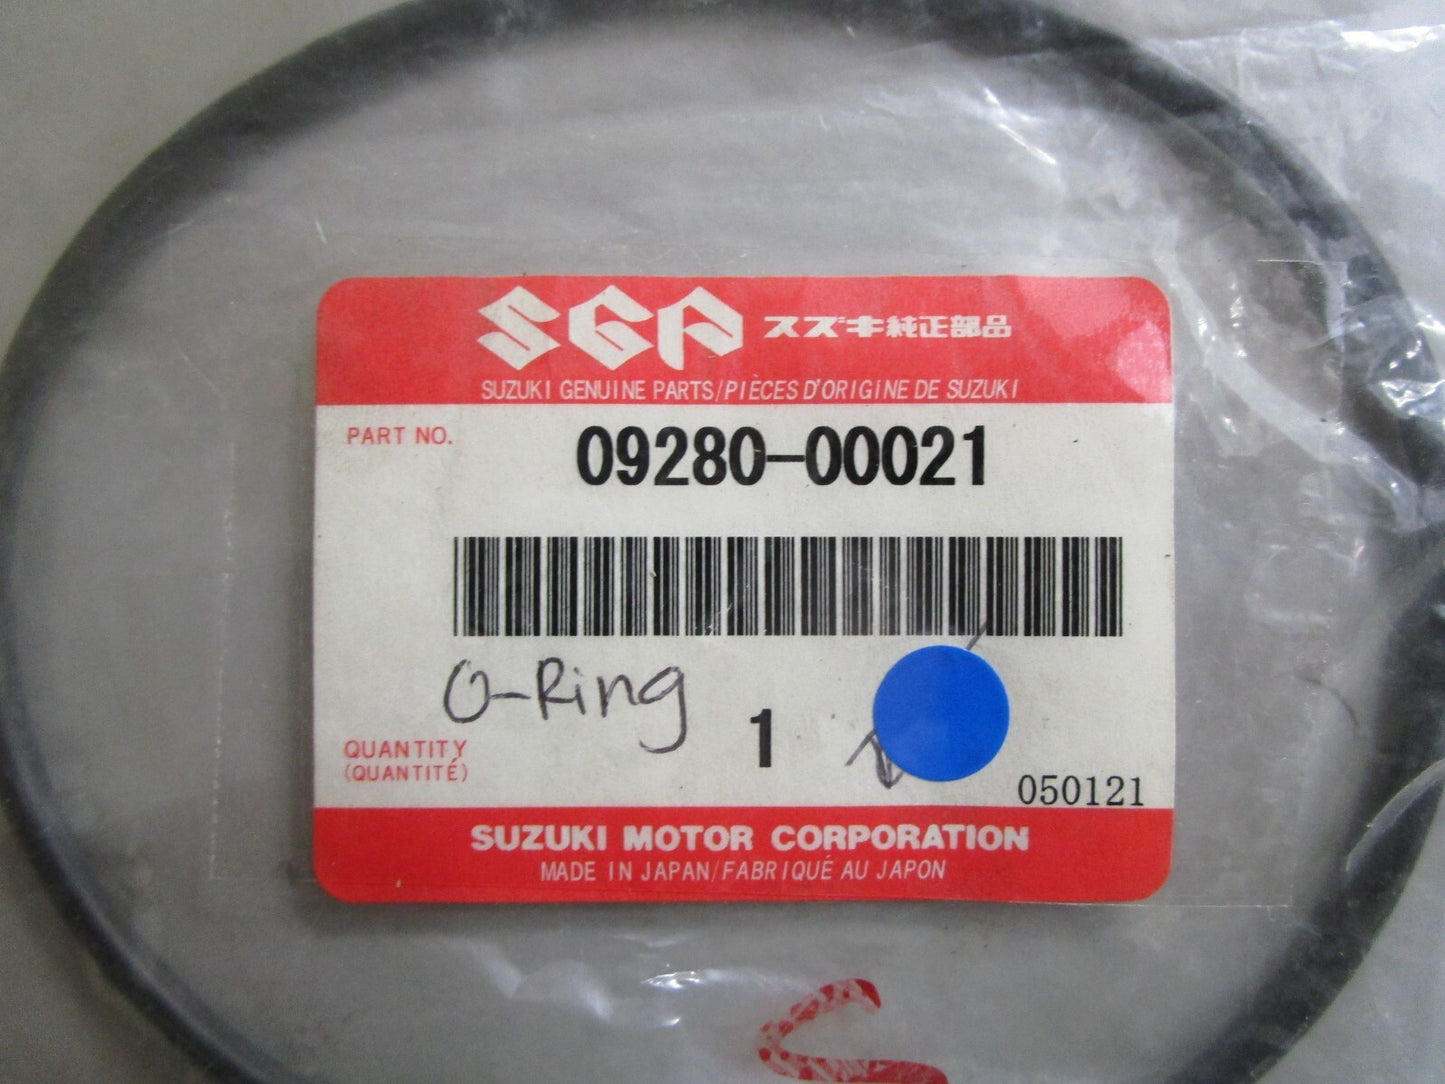 SGP スズキ純正部品
SUZUKI GENUINE PARTS/PIÈCES D'ORIGINE DE SUZUKI
PART NO. 09280-00021
O-Ring
QUANTITY 1
(QUANTITÉ) 050121
SUZUKI MOTOR CORPORATION
MADE IN JAPAN/FABRIQUÉ AU JAPON